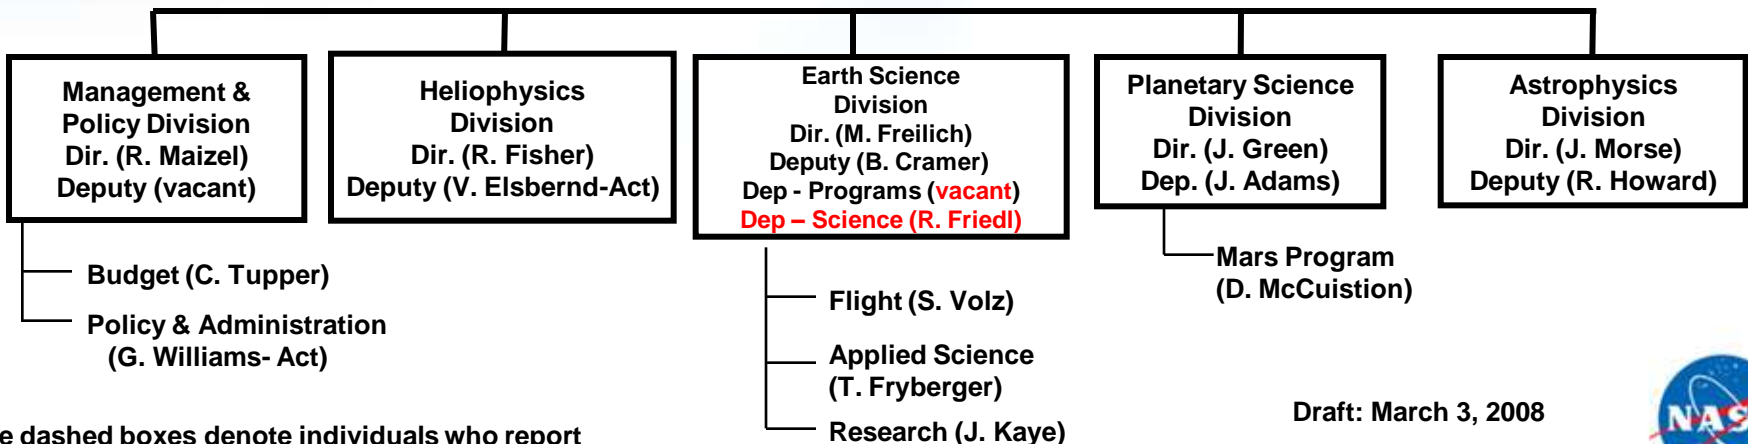 Management &
Policy Division
Dir. (R. Maizel)
Deputy (vacant)
Budget (C. Tupper)
Policy & Administration
(G. Williams- Act)
Heliophysics
Division
Dir. (R. Fisher)
Deputy (V. Elsbernd-Act)
Earth Science
Division
Dir. (M. Freilich)
Deputy (B. Cramer)
Dep - Programs (vacant)
Dep – Science (R. Friedl)
Flight (S. Volz)
Applied Science
(T. Fryberger)
Research (J. Kaye)
Planetary Science
Division
Dir. (J. Green)
Dep. (J. Adams)
Mars Program
(D. McCuistion)
Astrophysics
Division
Dir. (J. Morse)
Deputy (R. Howard)
dashed boxes denote individuals who report
Draft: March 3, 2008
NAS